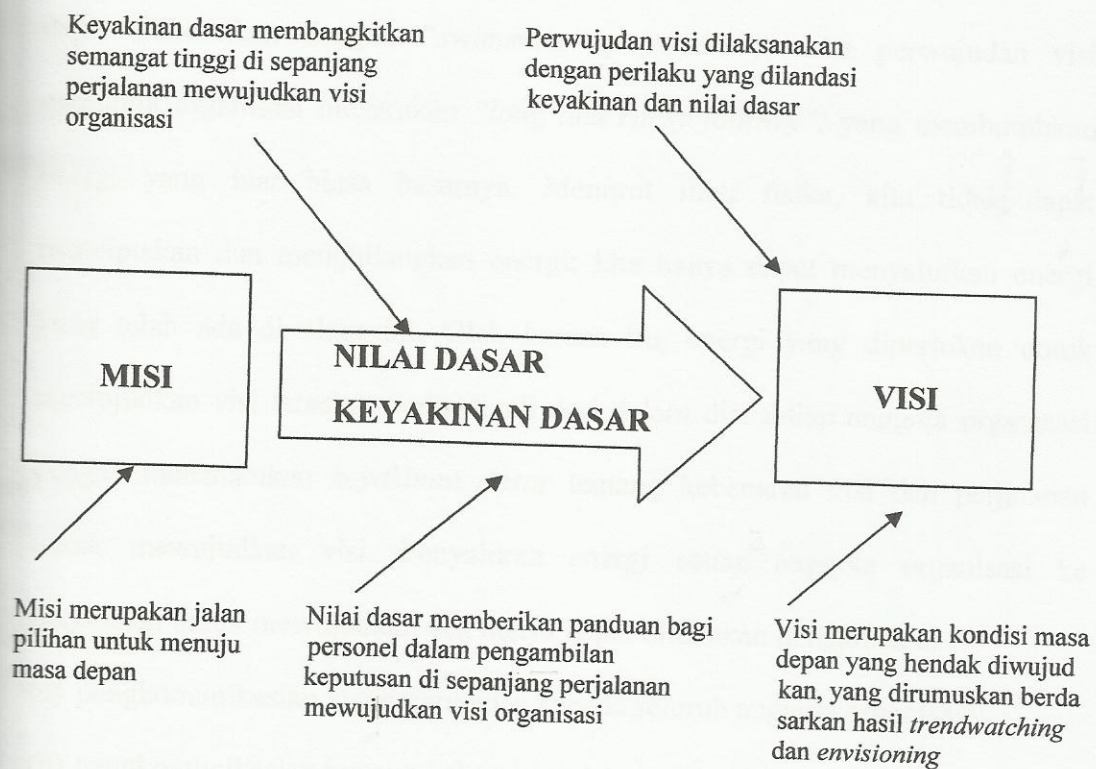 Keyakinan dasar membangkitkan
semangat tinggi di sepanjang
perjalanan mewujudkan visi
organisasi
Perwujudan visi dilaksanakan
dengan perilaku yang dilandasi
keyakinan dan nilai dasar
MISI
NILAI DASAR
KEYAKINAN DASAR
VISI
Misi merupakan jalan
pilihan untuk menuju
masa depan
Nilai dasar memberikan panduan bagi
personel dalam pengambilan
keputusan di sepanjang perjalanan
mewujudkan visi organisasi
Visi merupakan kondisi masa
depan yang hendak diwujud
kan, yang dirumuskan berda
sarkan hasil trendwatching
dan envisioning